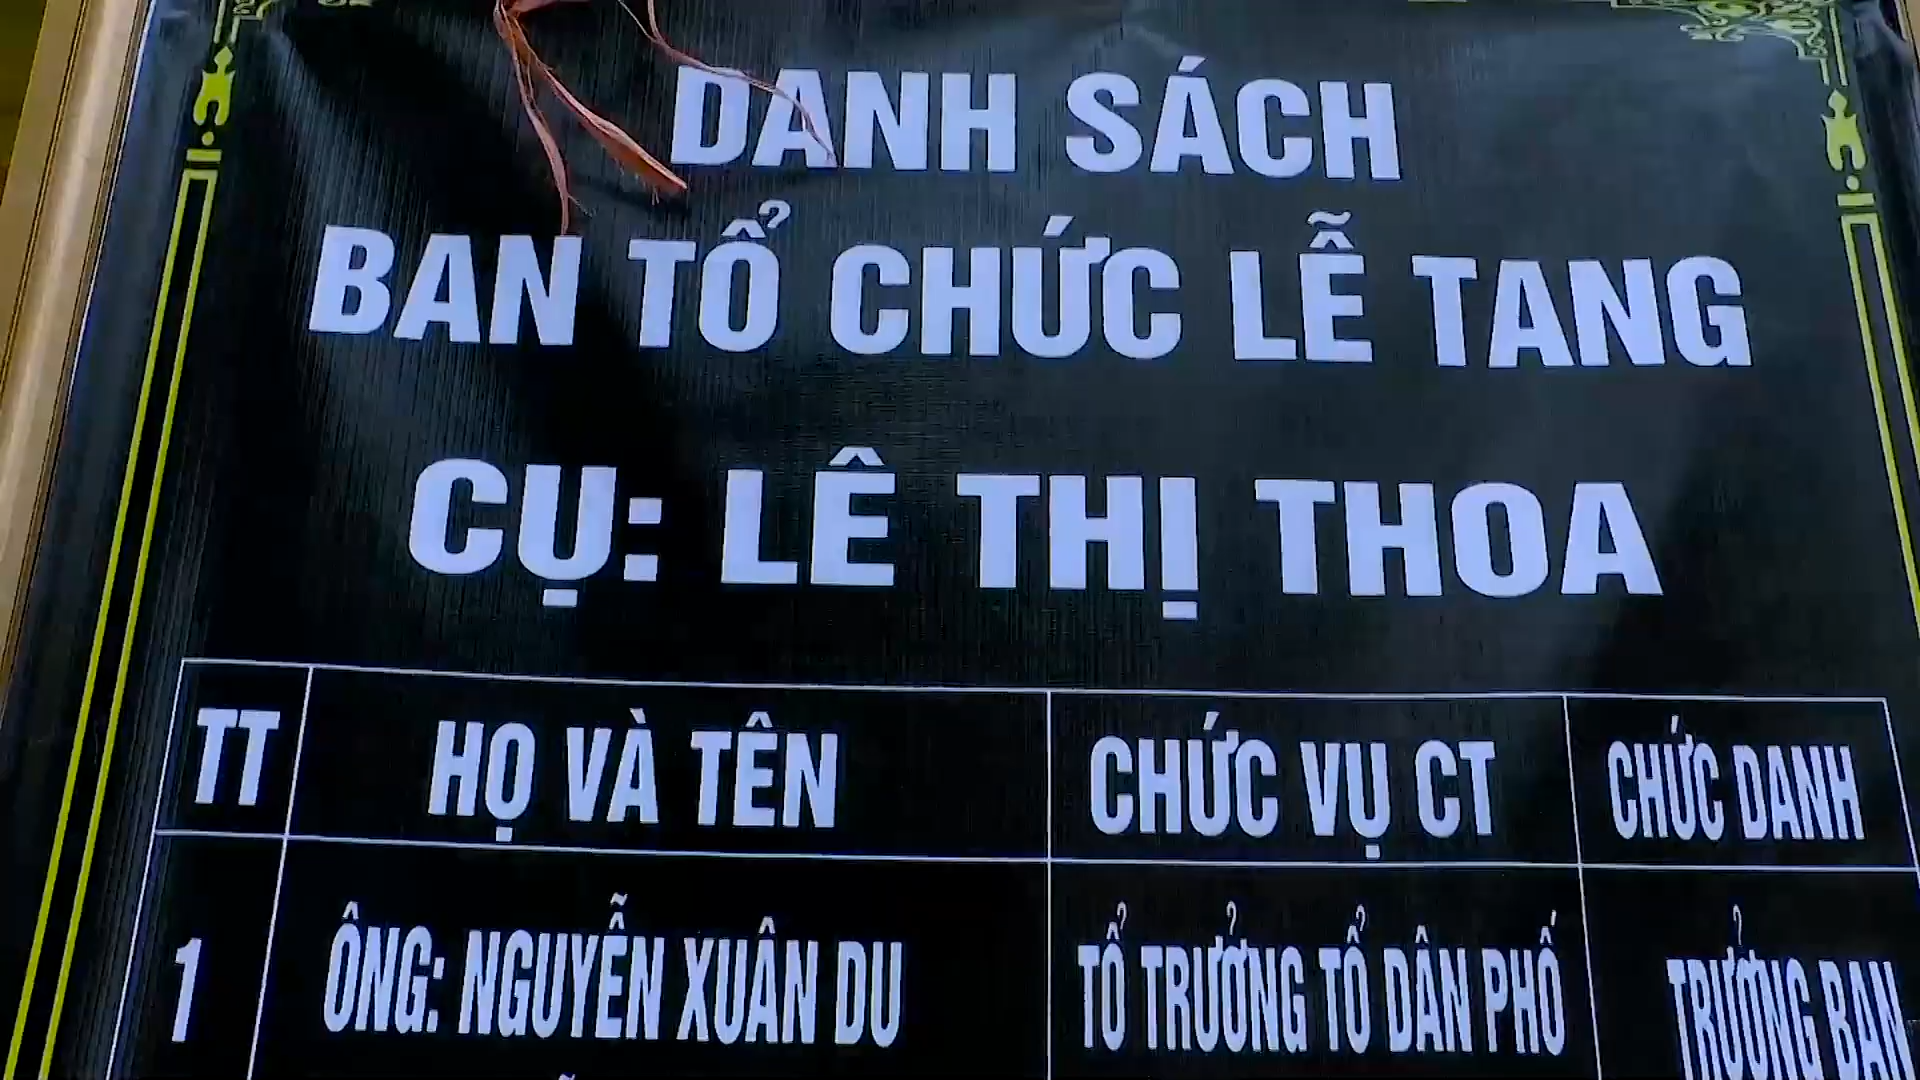 DANH SÁCH
BAN TỔ CHỨC LỄ TANG
CỤ: LÊ THỊ THOA
TT HỌ VÀ TÊN CHỨC VỤ CT CHỨC DANH
1 ÔNG: NGUYỄN XUÂN DU TỔ TRƯỞNG TỔ DÂN PHỐ TRƯỞNG BAN